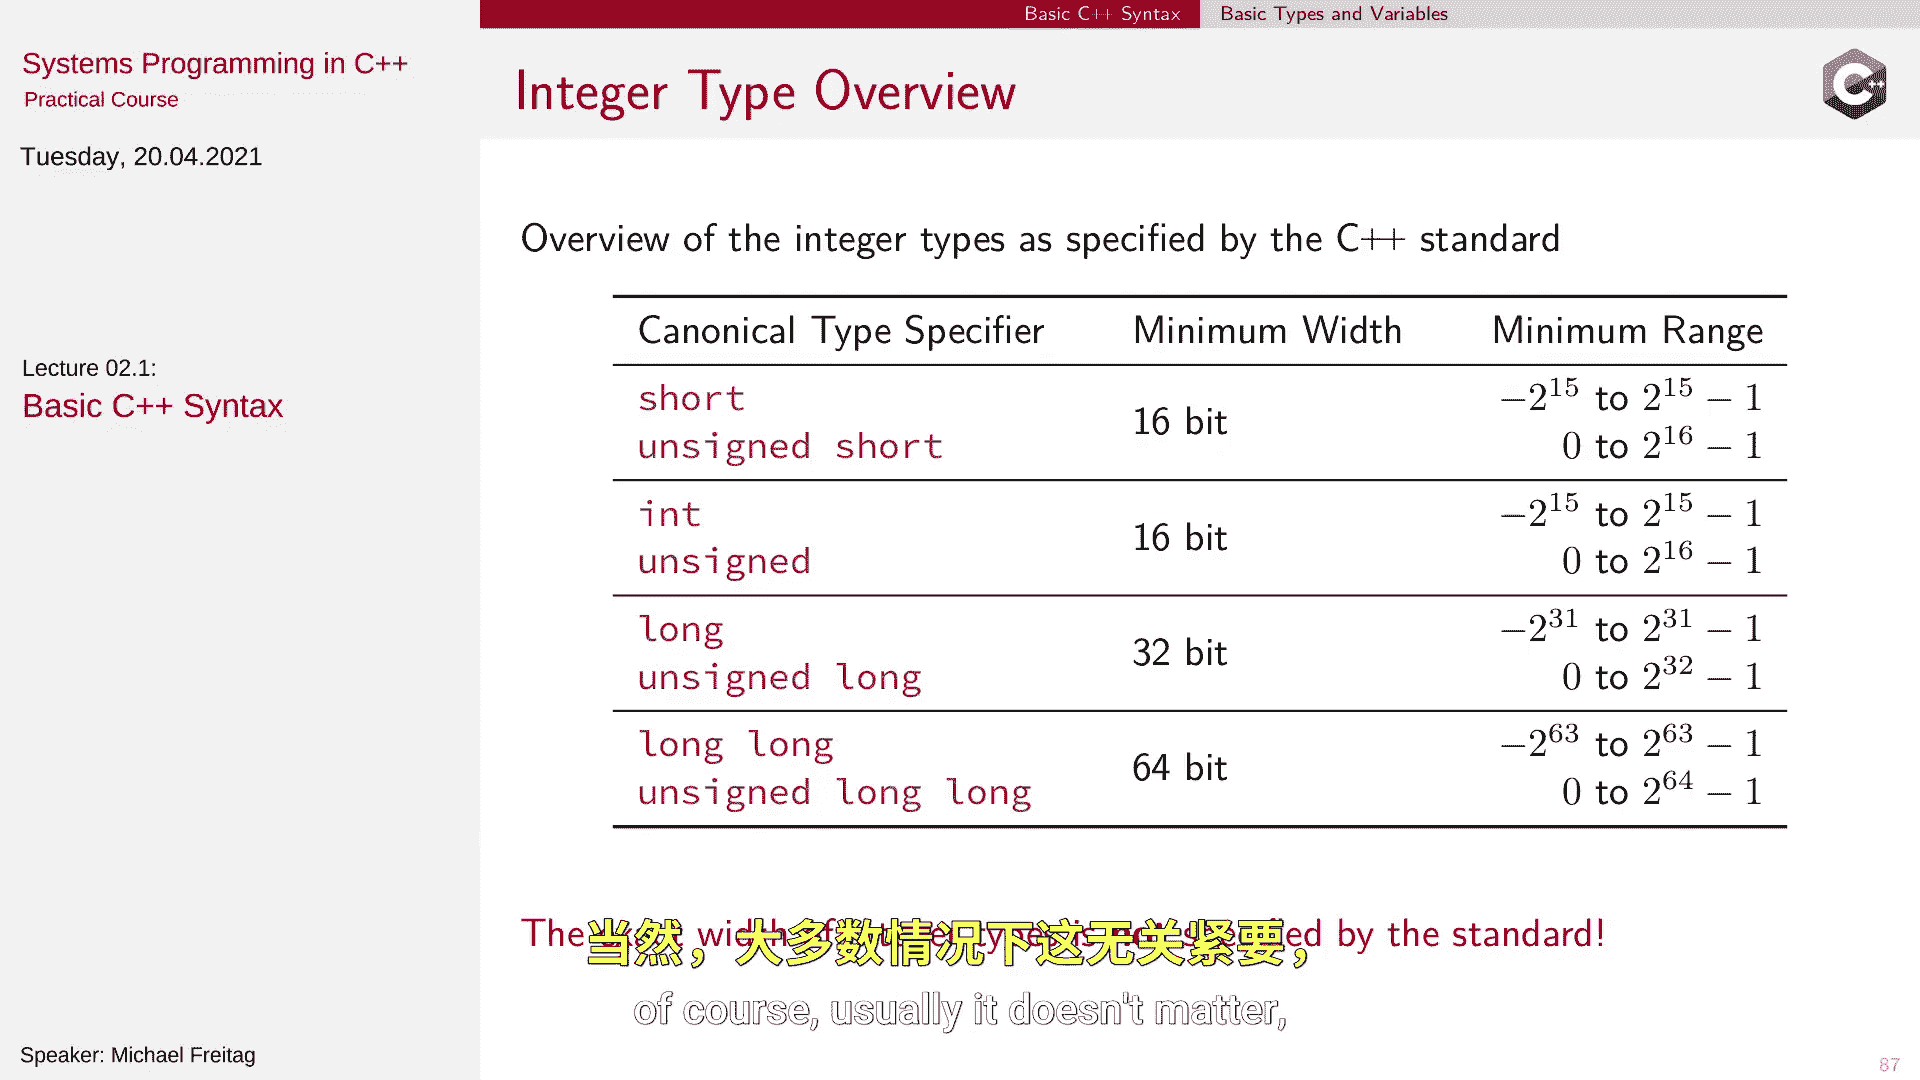 Basic C++ Syntax Basic Types and Variables
Systems Programming in C++
Practical Course
Tuesday, 20.04.2021
Lecture 02.1:
Basic C++ Syntax
Speaker: Michael Freitag
Integer Type Overview
C++
Overview of the integer types as specified by the C++ standard
Canonical Type Specifier Minimum Width Minimum Range
short 16 bit −2^15 to 2^15 − 1
unsigned short 0 to 2^16 − 1
int 16 bit −2^15 to 2^15 − 1
unsigned 0 to 2^16 − 1
long 32 bit −2^31 to 2^31 − 1
unsigned long 0 to 2^32 − 1
long long 64 bit −2^63 to 2^63 − 1
unsigned long long 0 to 2^64 − 1
The by the standard!
当然，大多数情况下这无关紧要，
of course, usually it doesn't matter,
87